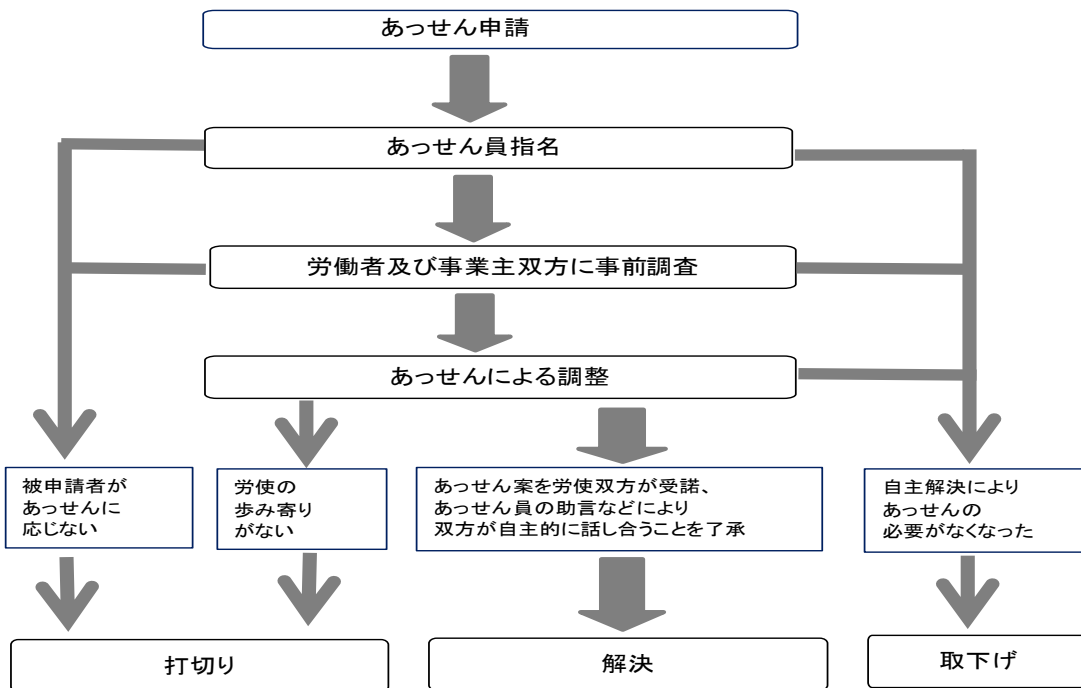 あっせん申請
あっせん員指名
労働者及び事業主双方に事前調査
あっせんによる調整
被申請者が
あっせんに
応じない
労使の
歩み寄り
がない
あっせん案を労使双方が受諾、
あっせん員の助言などにより
双方が自主的に話し合うことを了承
自主解決により
あっせんの
必要がなくなった
打切り
解決
取下げ